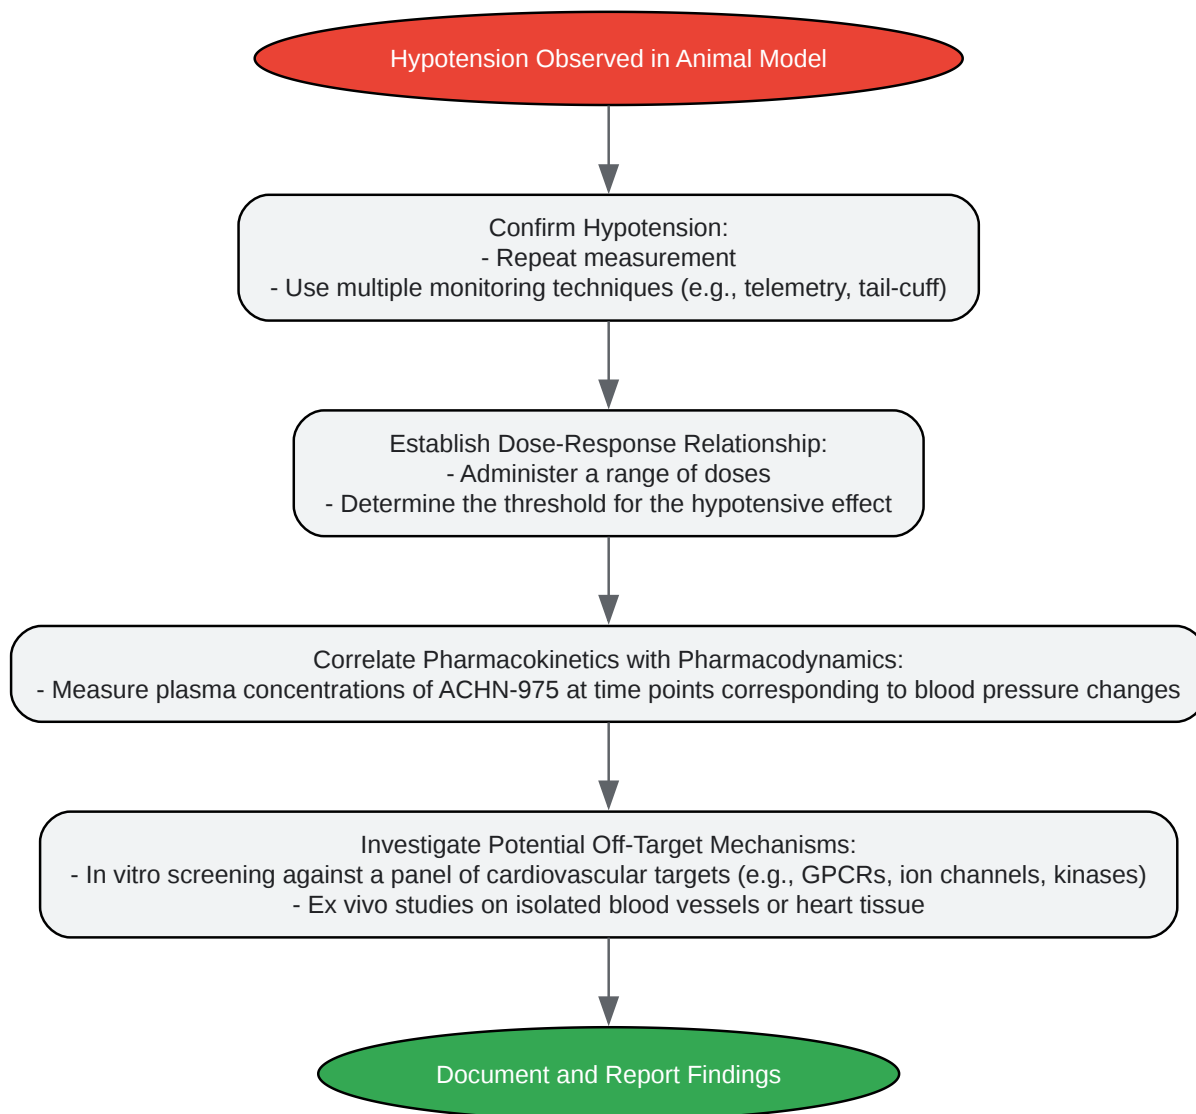 Hypotension Observed in Animal Model
Confirm Hypotension:
- Repeat measurement
- Use multiple monitoring techniques (e.g., telemetry, tail-cuff)
Establish Dose-Response Relationship:
- Administer a range of doses
- Determine the threshold for the hypotensive effect
Correlate Pharmacokinetics with Pharmacodynamics:
- Measure plasma concentrations of ACHN-975 at time points corresponding to blood pressure changes
Investigate Potential Off-Target Mechanisms:
- In vitro screening against a panel of cardiovascular targets (e.g., GPCRs, ion channels, kinases)
- Ex vivo studies on isolated blood vessels or heart tissue
Document and Report Findings